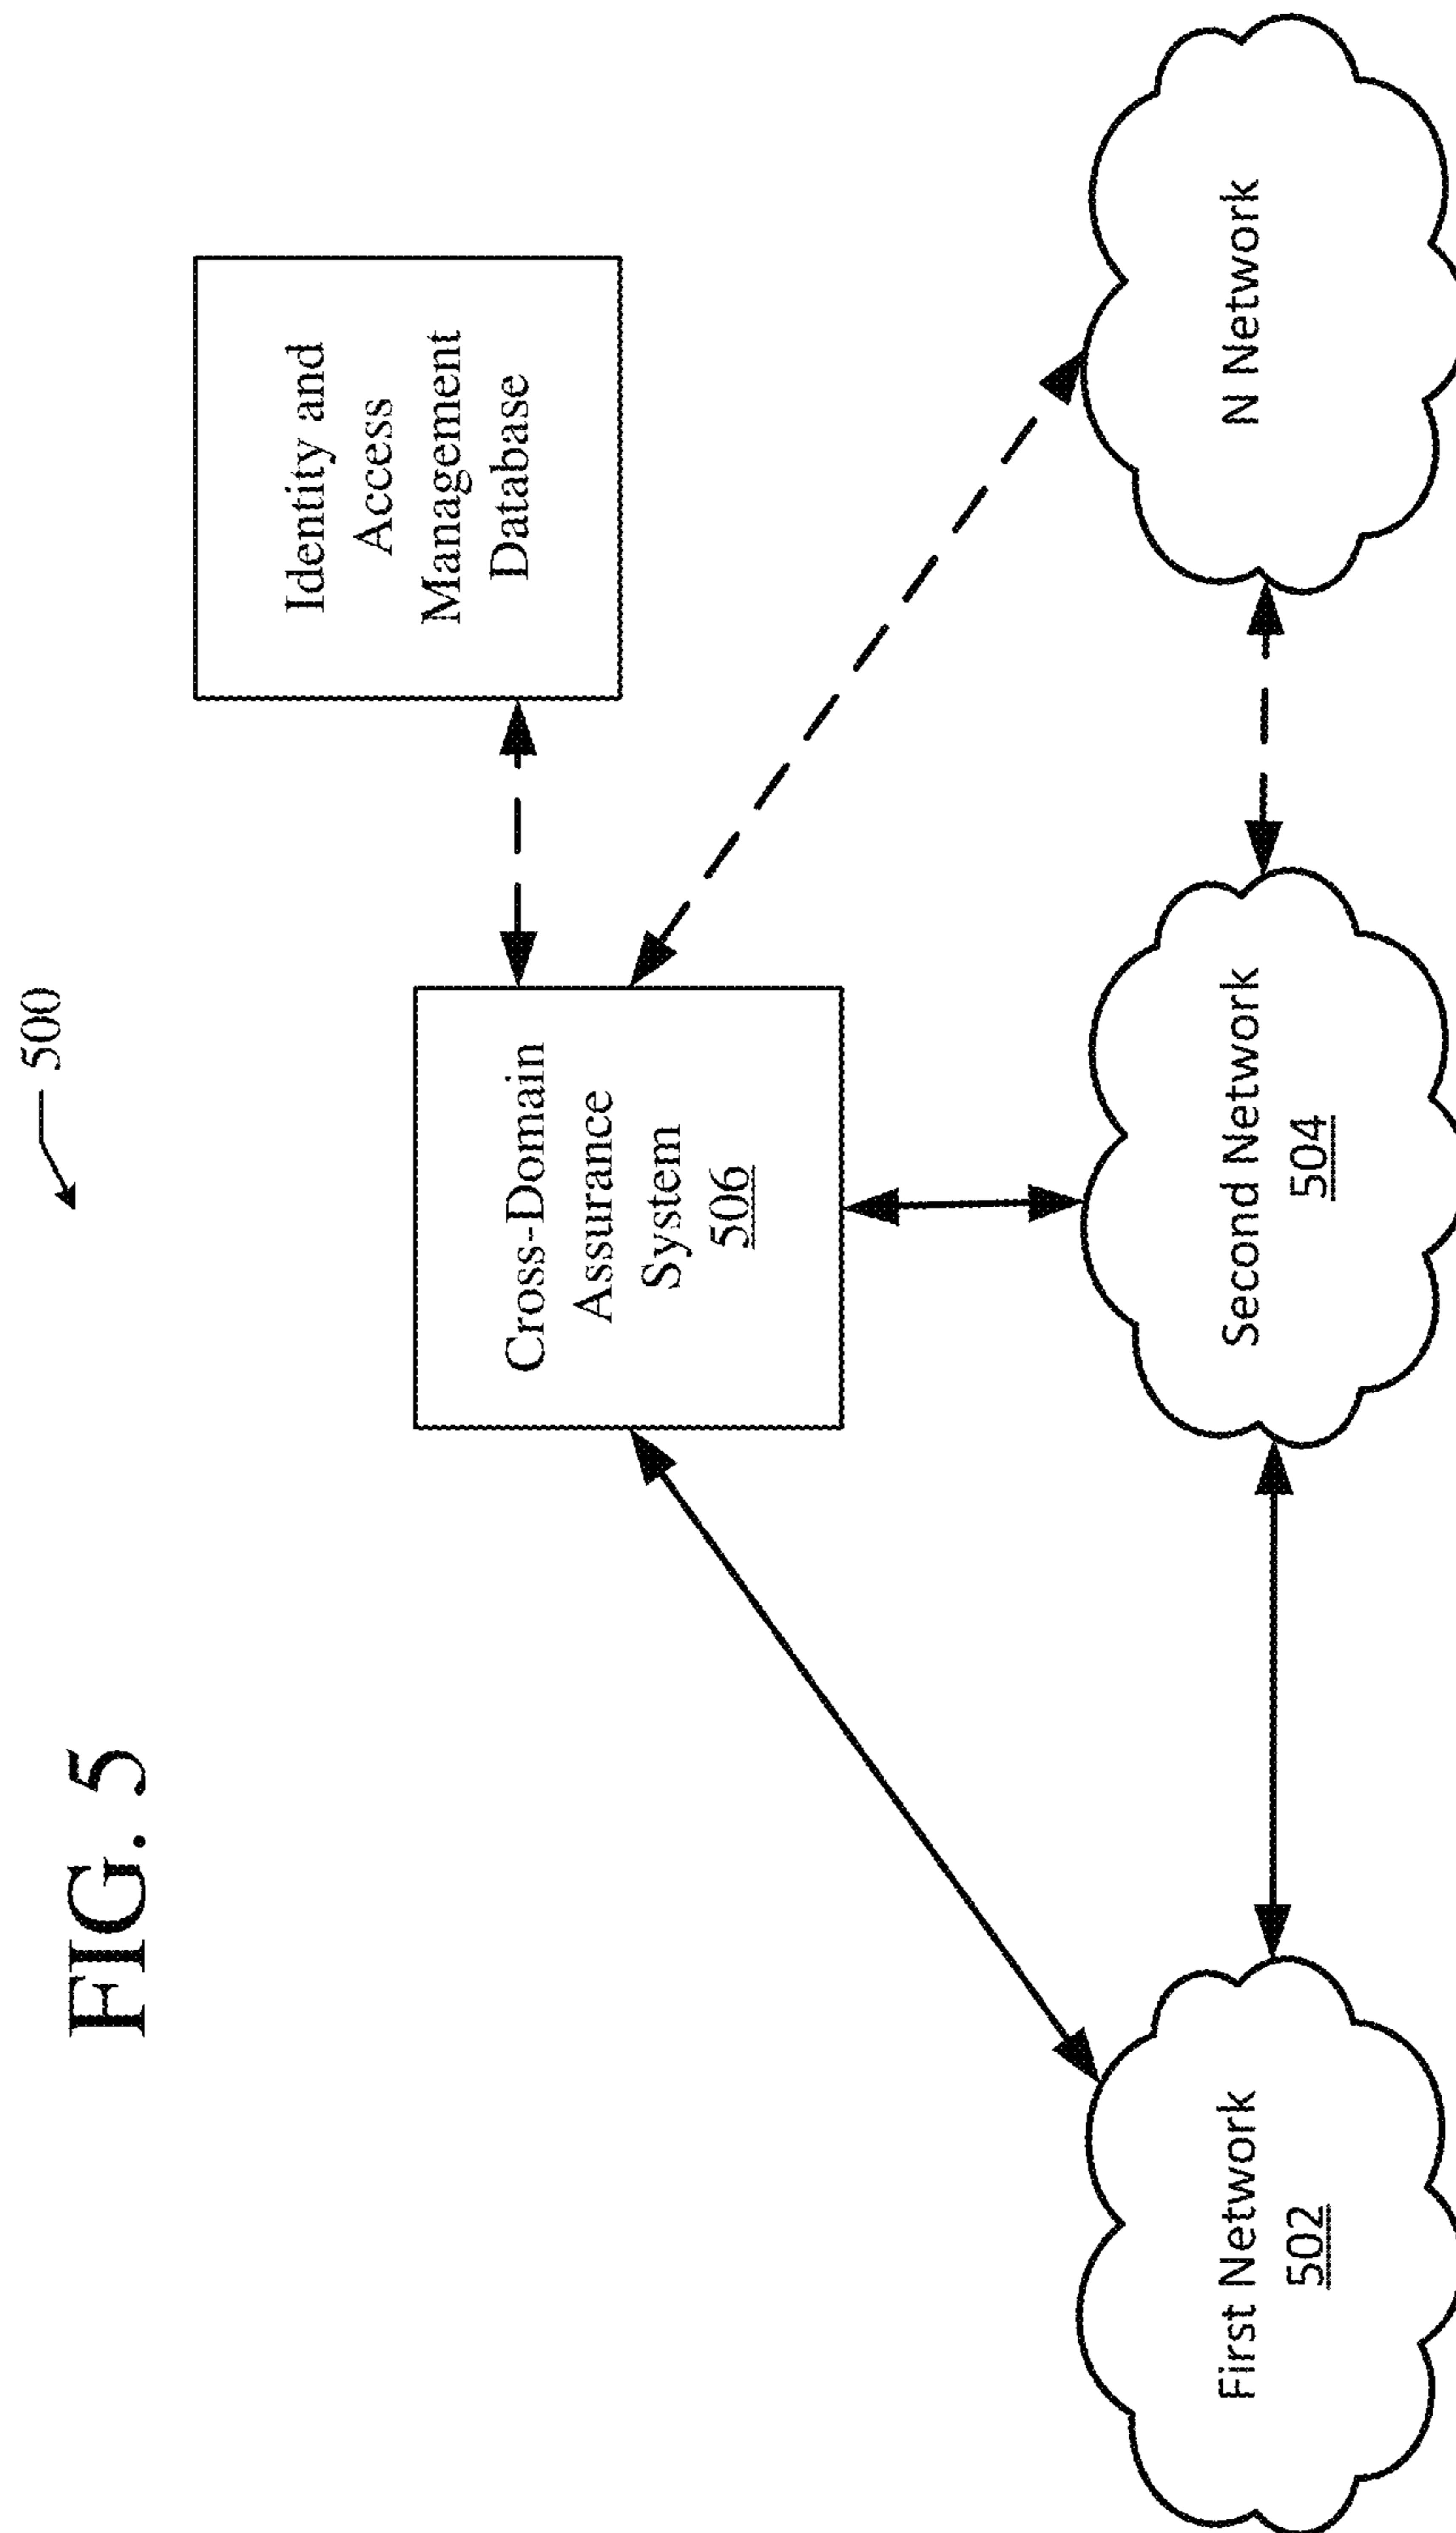 FIG. 5
500
Identity and
Access
Management
Database
Cross-Domain
Assurance
System
506
First Network
502
Second Network
504
N Network